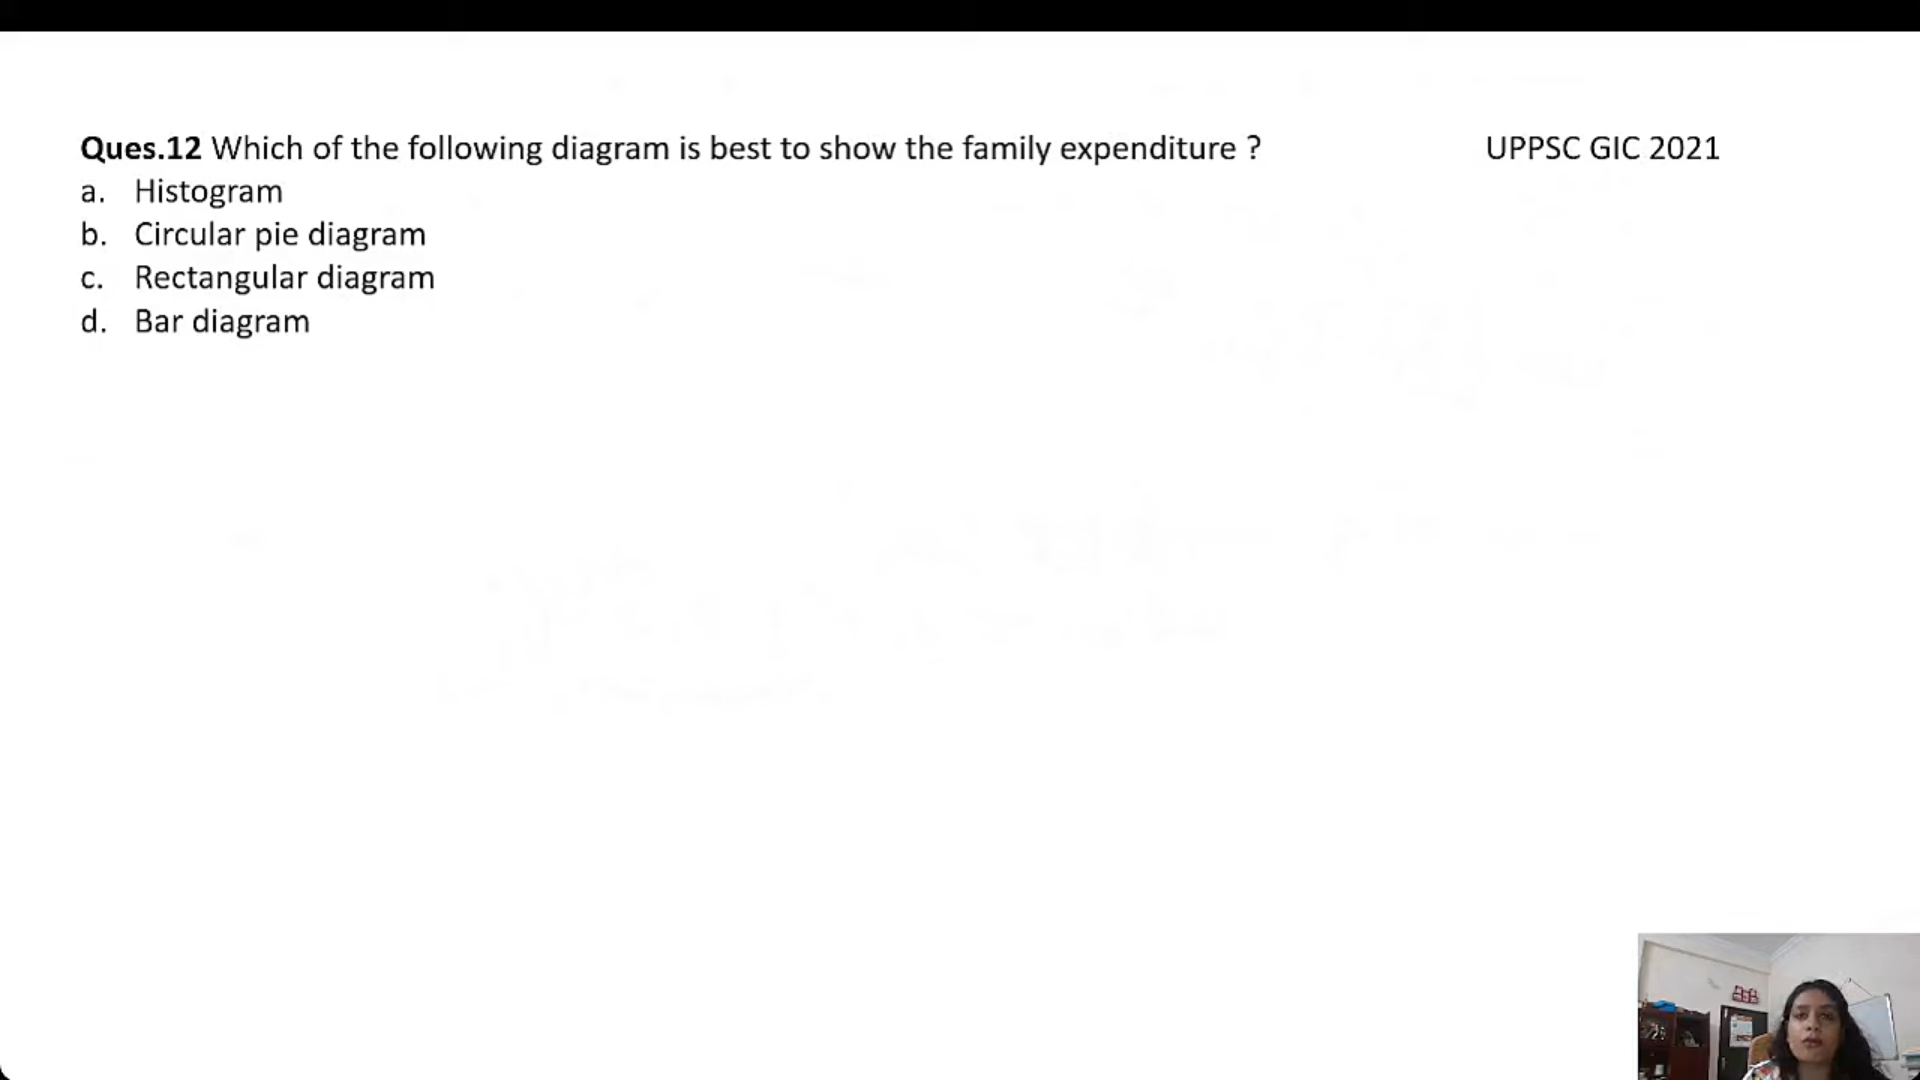 Ques.12 Which of the following diagram is best to show the family expenditure ? UPPSC GIC 2021
a. Histogram
b. Circular pie diagram
c. Rectangular diagram
d. Bar diagram